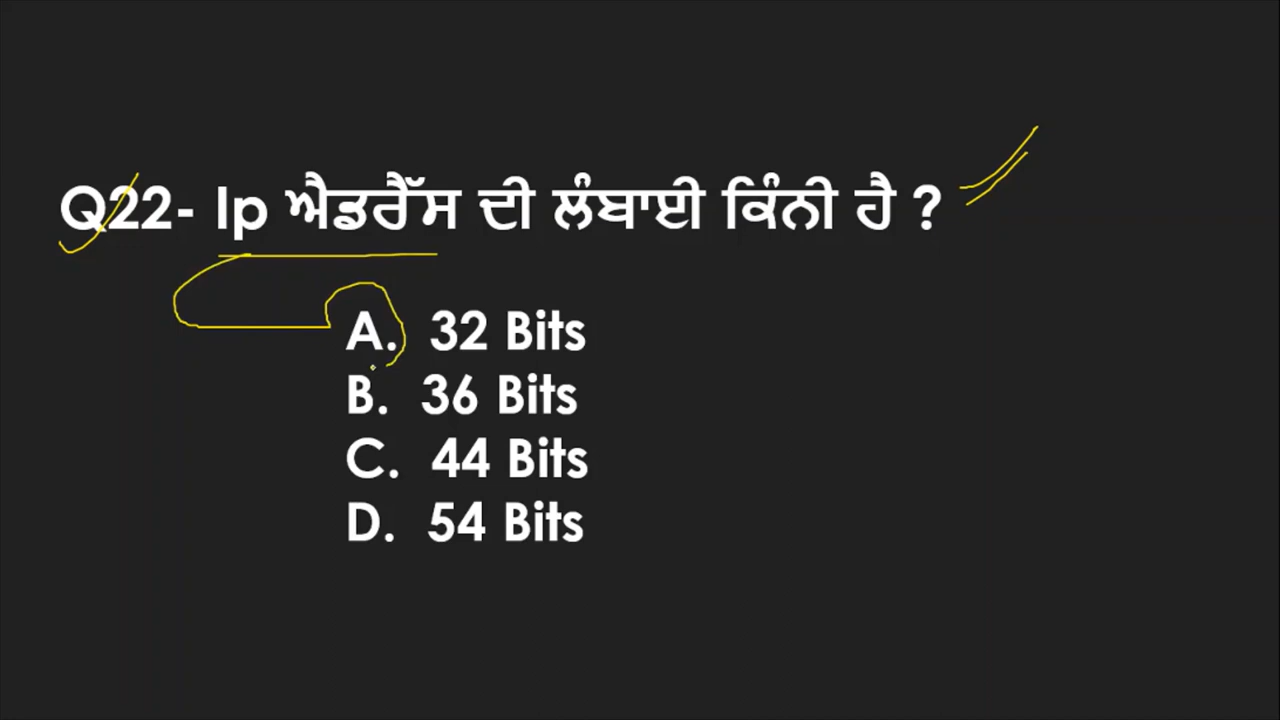 Q22- Ip ਐਡਰੈੱਸ ਦੀ ਲੰਬਾਈ ਕਿੰਨੀ ਹੈ ?
A. 32 Bits
B. 36 Bits
C. 44 Bits
D. 54 Bits